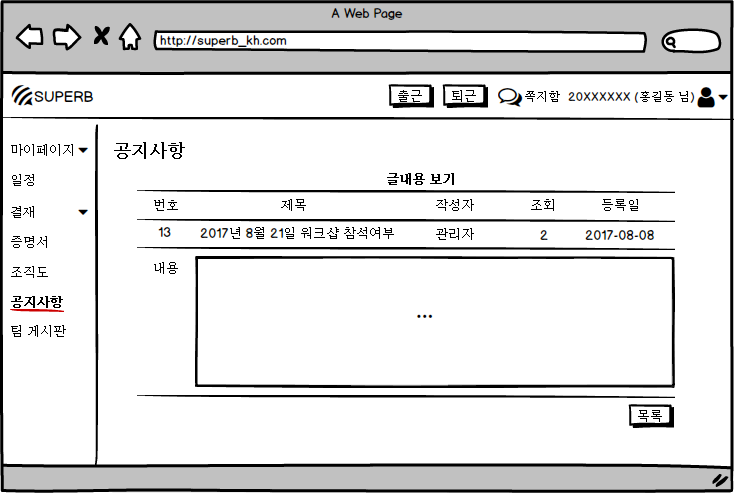 A Web Page
http://superb_kh.com
SUPERB
출근 퇴근 쪽지함 20XXXXXX (홍길동 님)
마이페이지
일정
결재
증명서
조직도
공지사항
팀 게시판
공지사항
글내용 보기
번호 제목 작성자 조회 등록일
13 2017년 8월 21일 워크샵 참석여부 관리자 2 2017-08-08
내용
...
목록